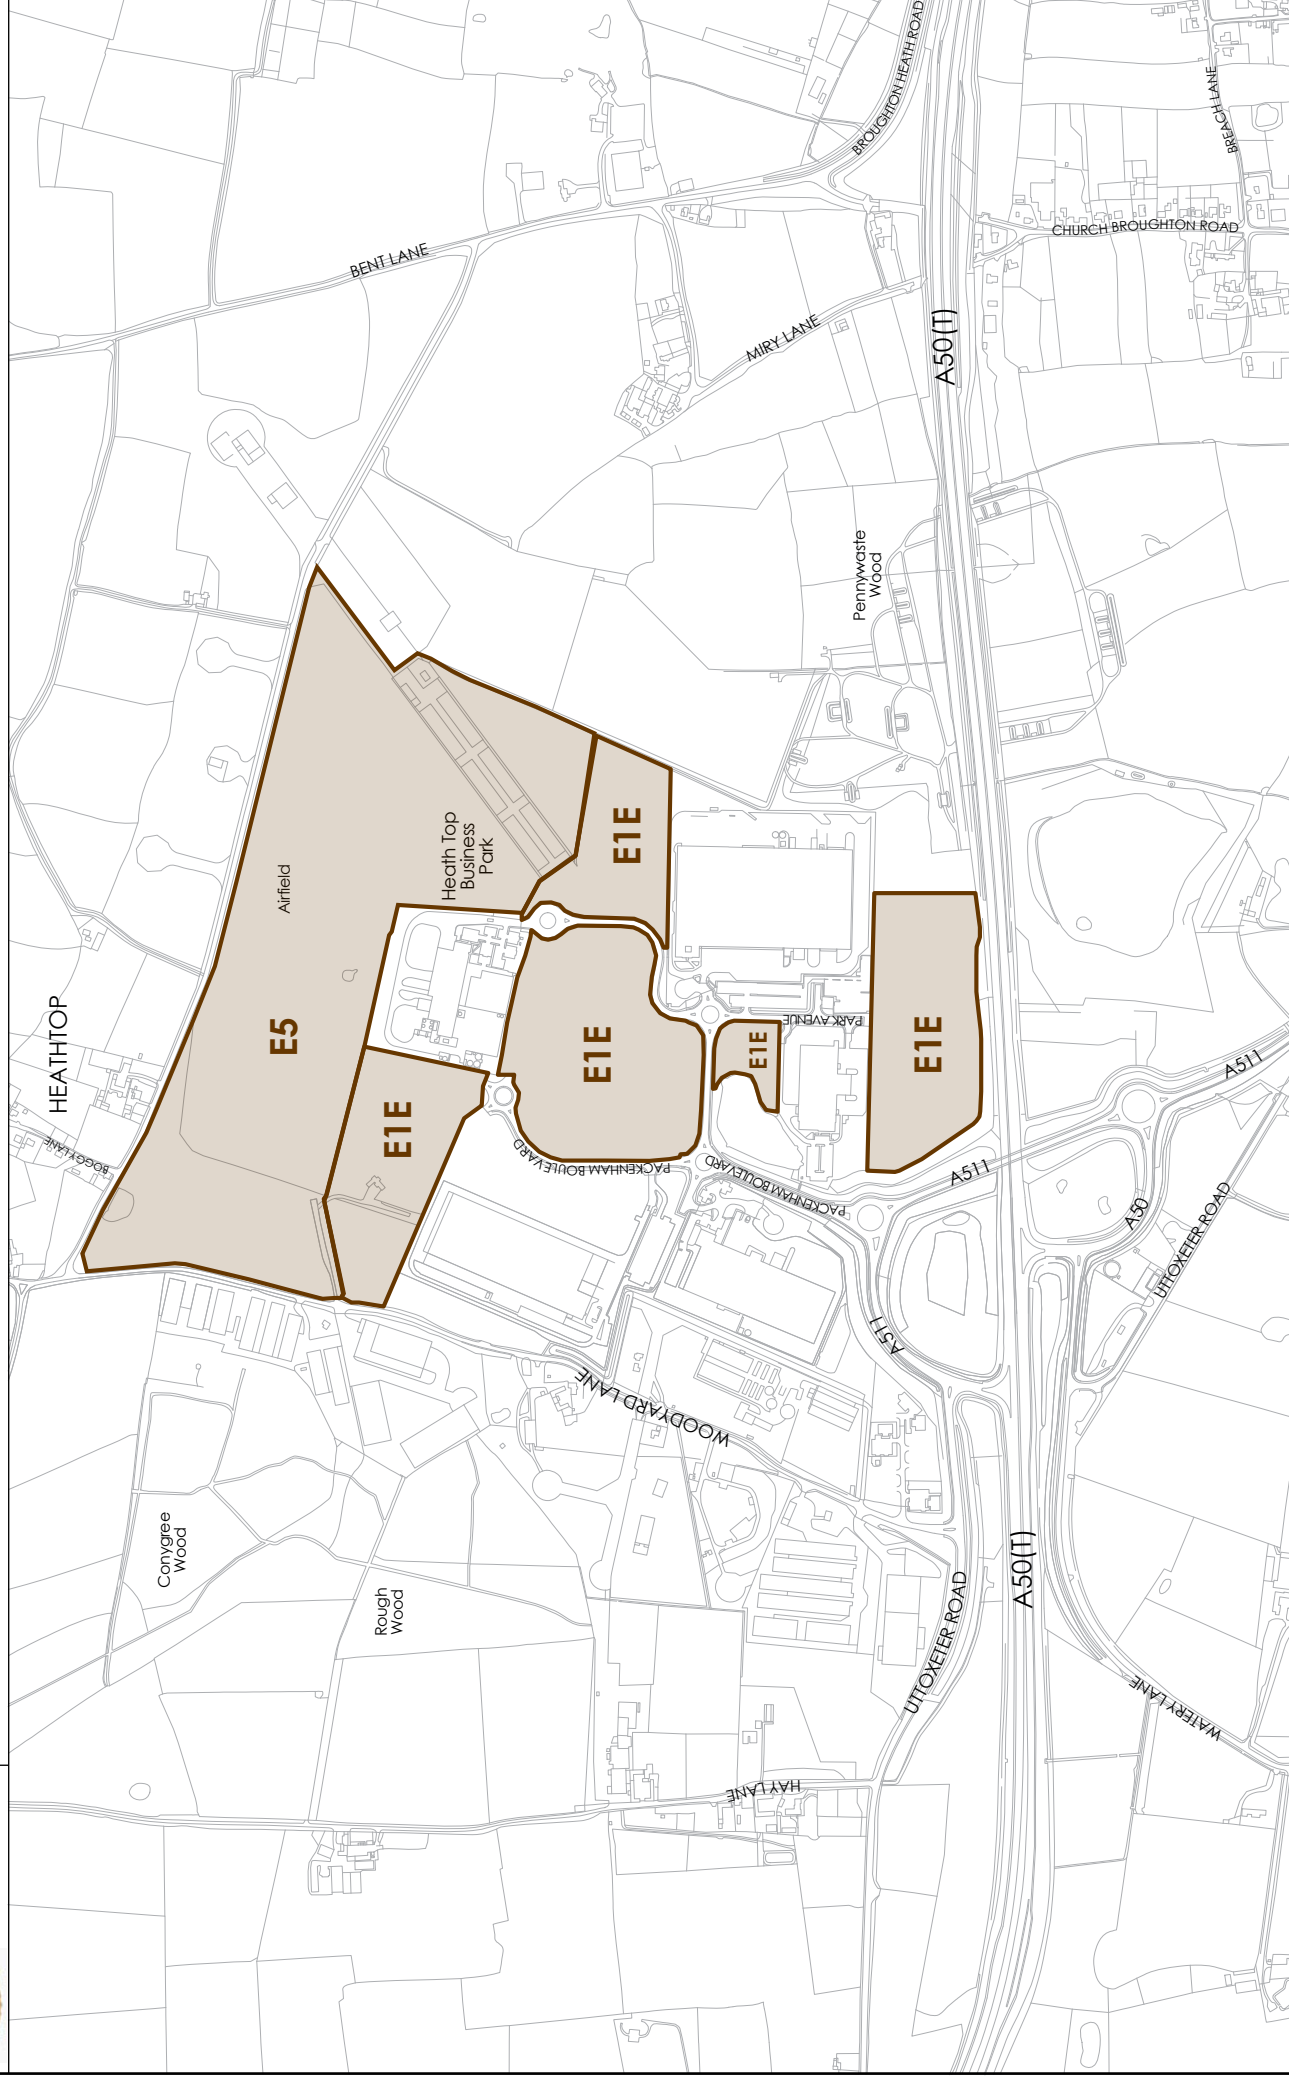 HEATHTOP
BOGGY LANE
Conygree
Wood
Rough
Wood
Airfield
E5
Heath Top
Business
Park
E1E
E1E
E1E
E1E
E1E
BENT LANE
MIRY LANE
BROUGHTON HEATH ROAD
BREACH LANE
CHURCH BROUGHTON ROAD
A50(T)
Pennywaste
Wood
PARK AVENUE
PACKENHAM BOULEVARD
PACKENHAM BOULEVARD
PACKENHAM BOULEVARD
WOODYARD LANE
A511
A511
A511
A50
UTTOXETER ROAD
UTTOXETER ROAD
A50(T)
HAY LANE
WATERY LANE